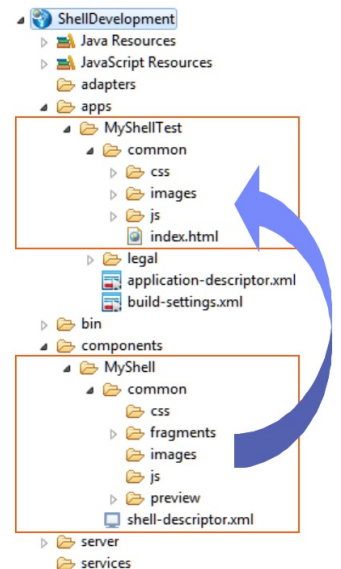 ShellDevelopment
Java Resources
JavaScript Resources
adapters
apps
MyShellTest
common
css
images
js
index.html
legal
application-descriptor.xml
build-settings.xml
bin
components
MyShell
common
css
fragments
images
js
preview
shell-descriptor.xml
server
services